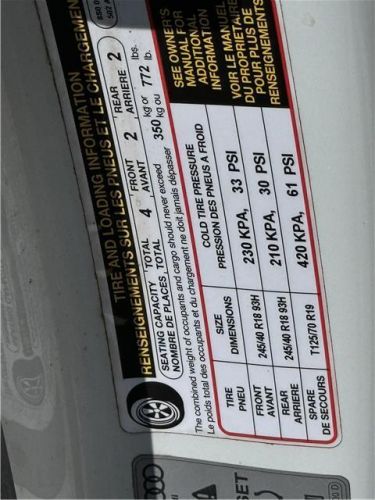 TIRE AND LOADING INFORMATION
RENSEIGNEMENTS SUR LES PNEUS ET LE CHARGEMENT
SEATING CAPACITY TOTAL 4 FRONT 2 REAR 2
NOMBRE DE PLACES TOTAL AVANT ARRIÈRE
The combined weight of occupants and cargo should never exceed 350 kg or 772 lbs.
Le poids total des occupants et du chargement ne doit jamais dépasser kg ou lb.
TIRE SIZE COLD TIRE PRESSURE
PNEU DIMENSIONS PRESSION DES PNEUS A FROID
FRONT 245/40 R18 93H 230 KPA, 33 PSI
AVANT
REAR 245/40 R18 93H 210 KPA, 30 PSI
ARRIERE
SPARE T125/70 R19 420 KPA, 61 PSI
DE SECOURS
SEE OWNER'S
MANUAL FOR
ADDITIONAL
INFORMATION
VOIR LE MANUEL
DU PROPRIETAIRE
POUR PLUS DE
RENSEIGNEMENTS
SET